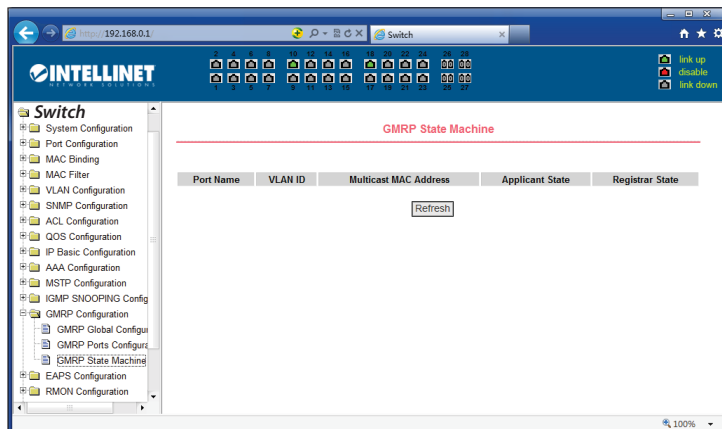 http://192.168.0.1/
Switch
2 4 6 8 10 12 14 16 18 20 22 24 26 28
INTELLINET
NETWORK SOLUTIONS
1 3 5 7 9 11 13 15 17 19 21 23 25 27
link up
disable
link down
Switch
System Configuration
Port Configuration
MAC Binding
MAC Filter
VLAN Configuration
SNMP Configuration
ACL Configuration
QOS Configuration
IP Basic Configuration
AAA Configuration
MSTP Configuration
IGMP SNOOPING Config
GMRP Configuration
GMRP Global Configur
GMRP Ports Configura
GMRP State Machine
EAPS Configuration
RMON Configuration
GMRP State Machine
Port Name VLAN ID Multicast MAC Address Applicant State Registrar State
Refresh
100%